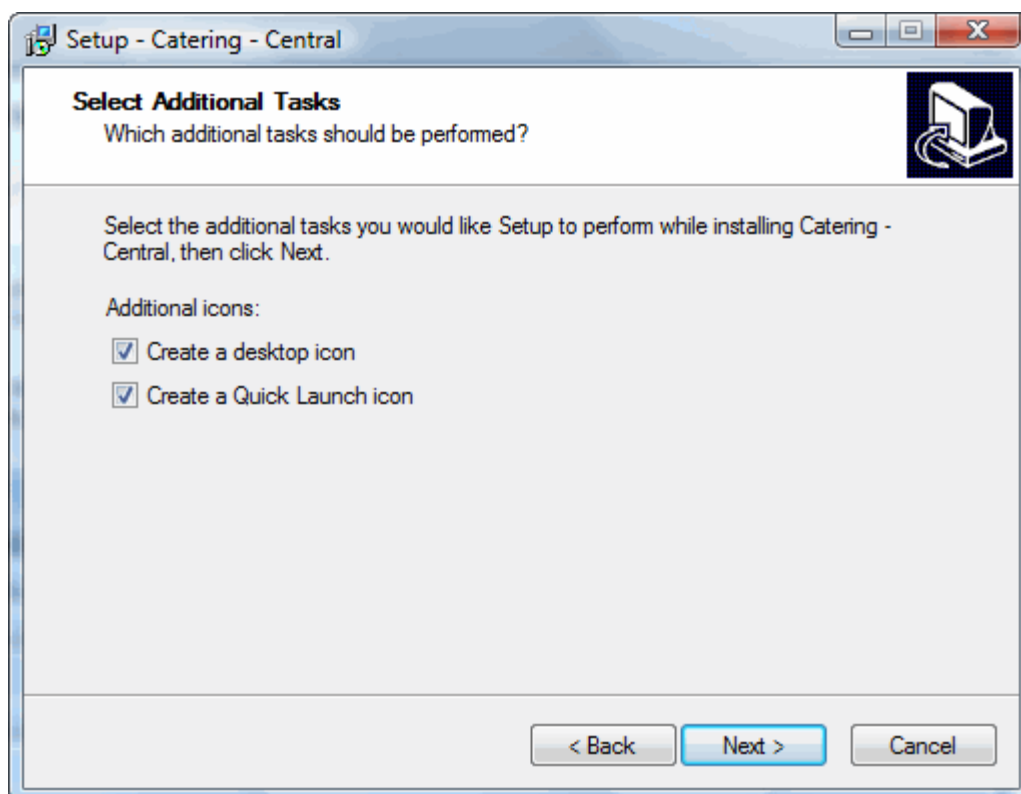 Setup - Catering - Central
Select Additional Tasks
Which additional tasks should be performed?
Select the additional tasks you would like Setup to perform while installing Catering -
Central, then click Next.
Additional icons:
Create a desktop icon
Create a Quick Launch icon
< Back
Next >
Cancel